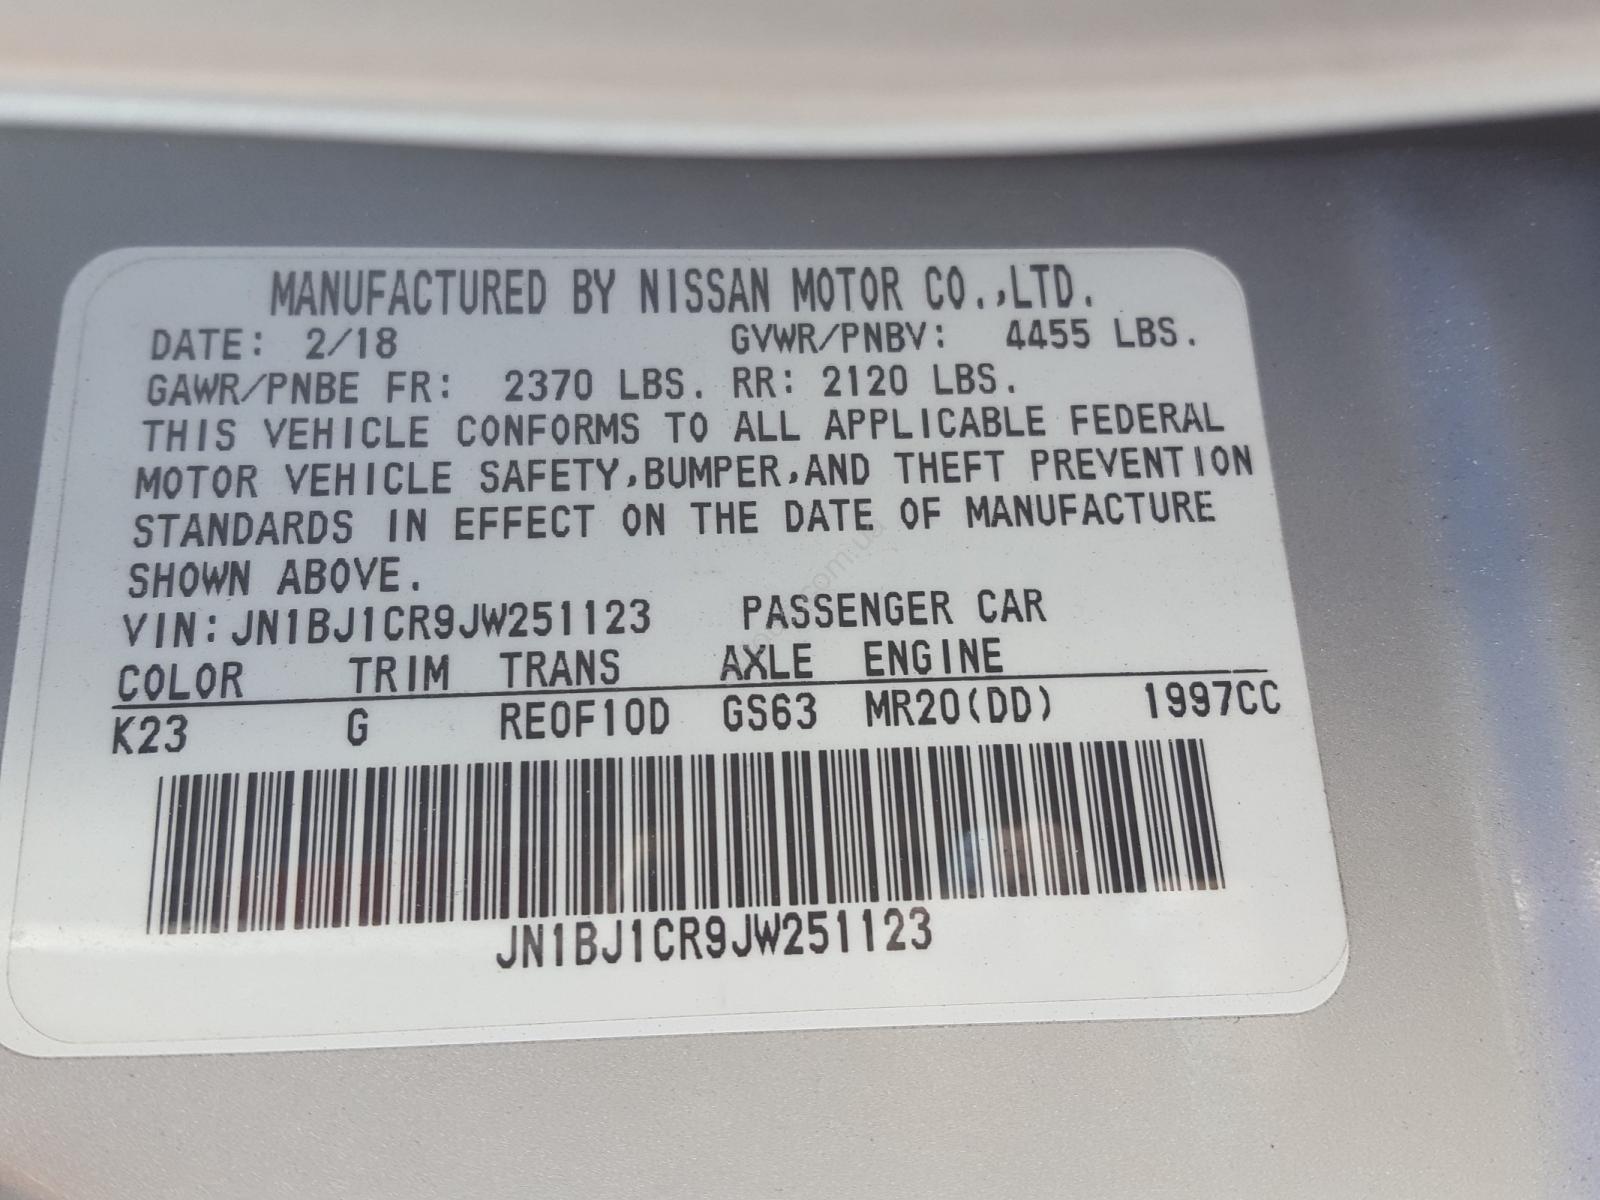 MANUFACTURED BY NISSAN MOTOR CO.,LTD.
DATE: 2/18 GVWR/PNBV: 4455 LBS.
GAWR/PNBE FR: 2370 LBS. RR: 2120 LBS.
THIS VEHICLE CONFORMS TO ALL APPLICABLE FEDERAL
MOTOR VEHICLE SAFETY,BUMPER,AND THEFT PREVENTION
STANDARDS IN EFFECT ON THE DATE OF MANUFACTURE
SHOWN ABOVE.
VIN:JN1BJ1CR9JW251123 PASSENGER CAR
COLOR TRIM TRANS AXLE ENGINE
K23 G RE0F10D GS63 MR20(DD) 1997CC
JN1BJ1CR9JW251123